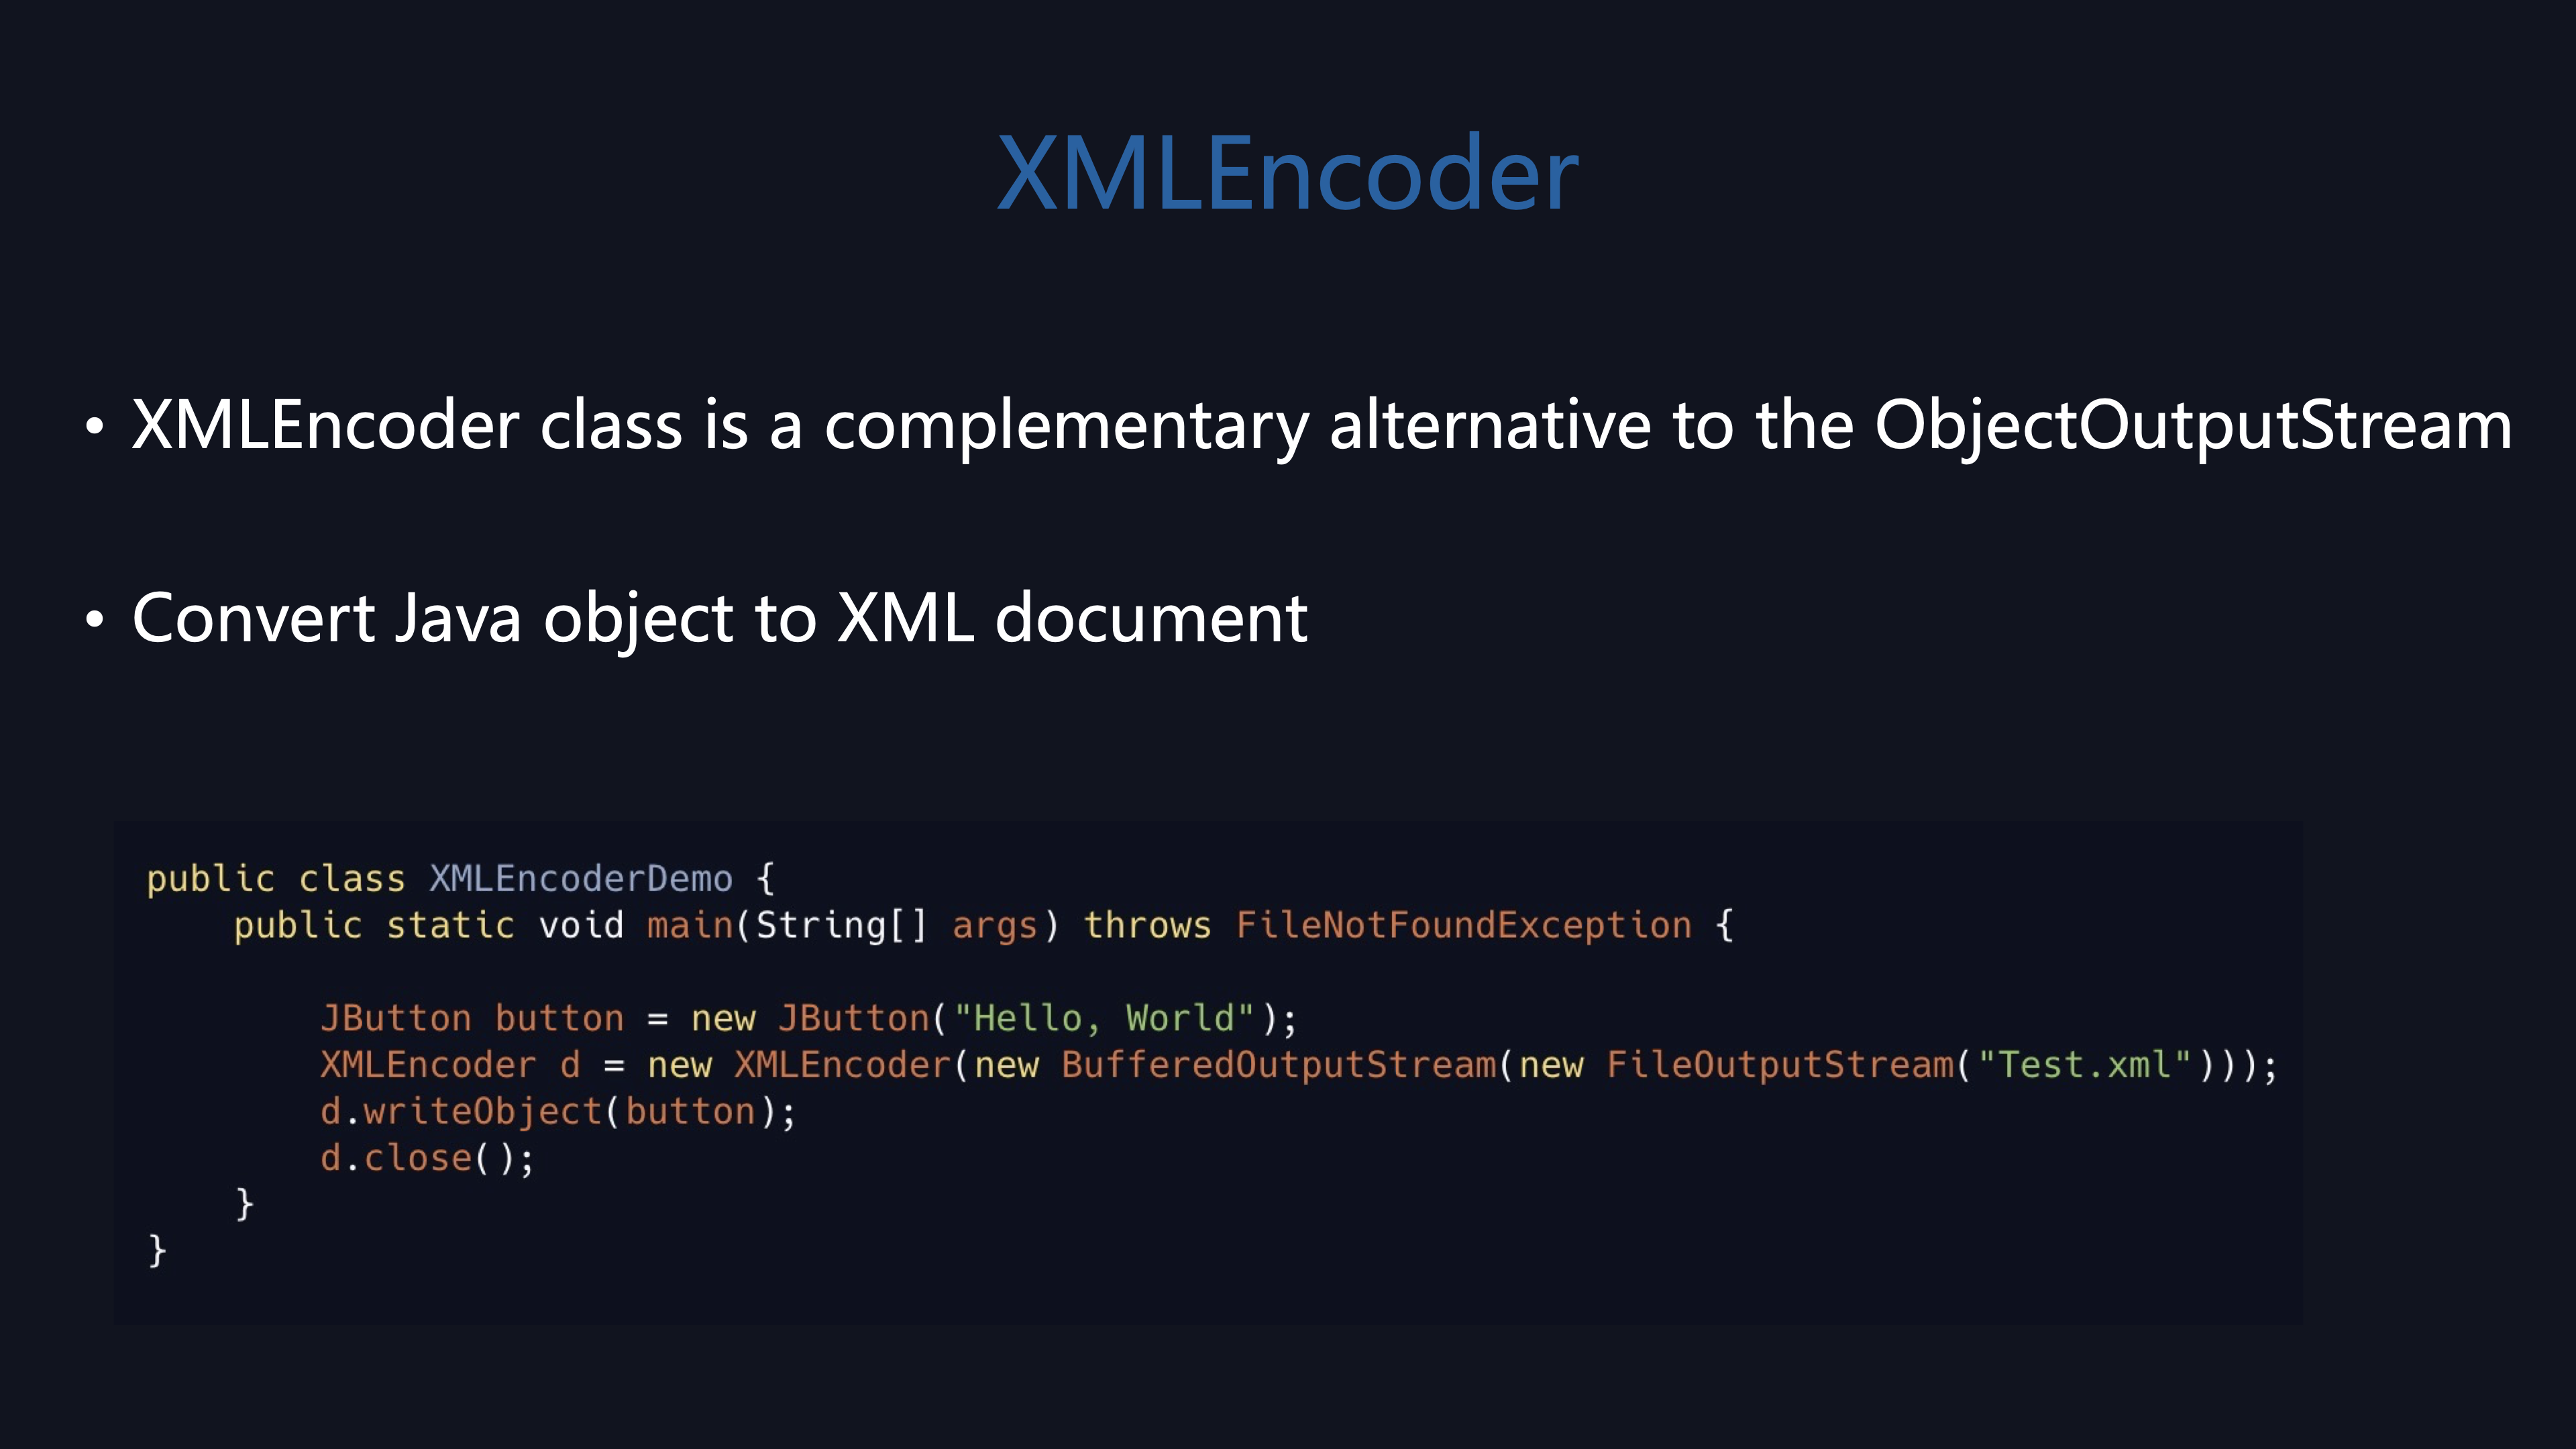 XMLEncoder
• XMLEncoder class is a complementary alternative to the ObjectOutputStream
• Convert Java object to XML document
public class XMLEncoderDemo {
    public static void main(String[] args) throws FileNotFoundException {
        JButton button = new JButton("Hello, World");
        XMLEncoder d = new XMLEncoder(new BufferedOutputStream(new FileOutputStream("Test.xml")));
        d.writeObject(button);
        d.close();
    }
}